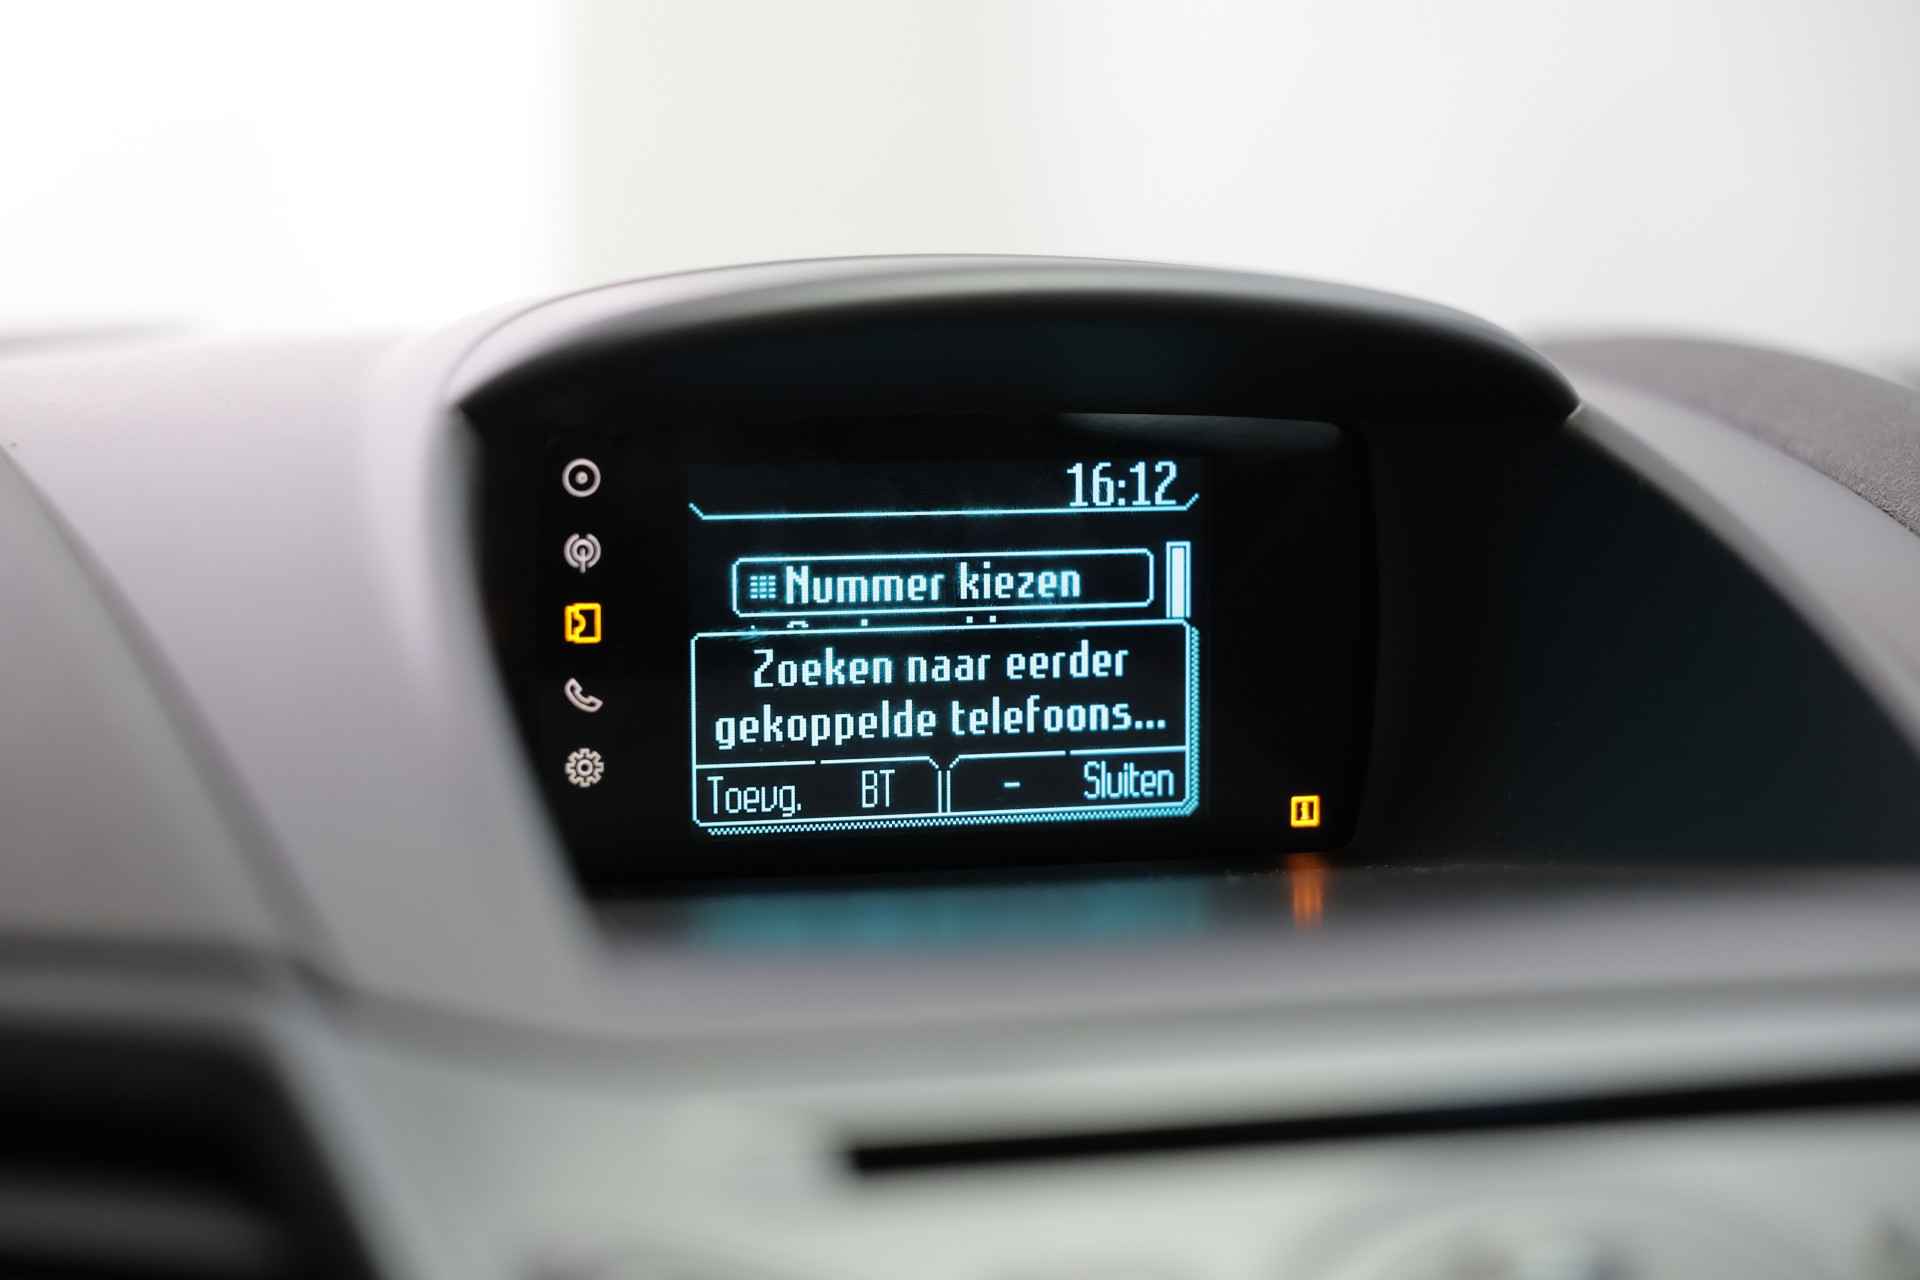 16:12
Nummer kiezen
Zoeken naar eerder
gekoppelde telefoons...
Toevg. BT - Sluiten